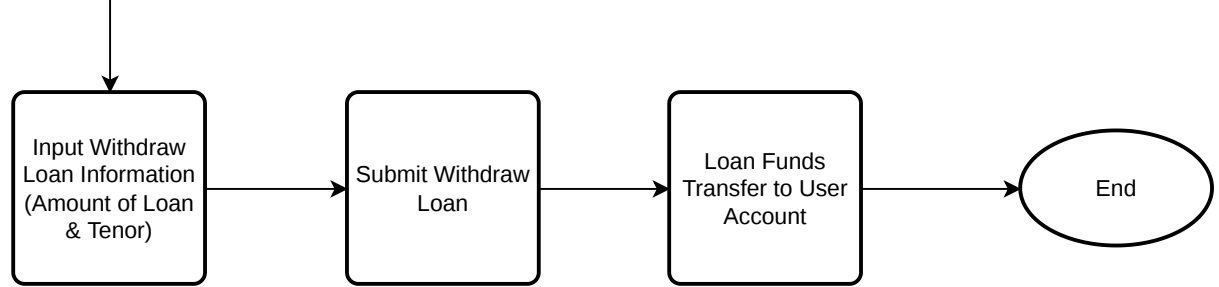 Input Withdraw
Loan Information
(Amount of Loan
& Tenor)
Submit Withdraw
Loan
Loan Funds
Transfer to User
Account
End